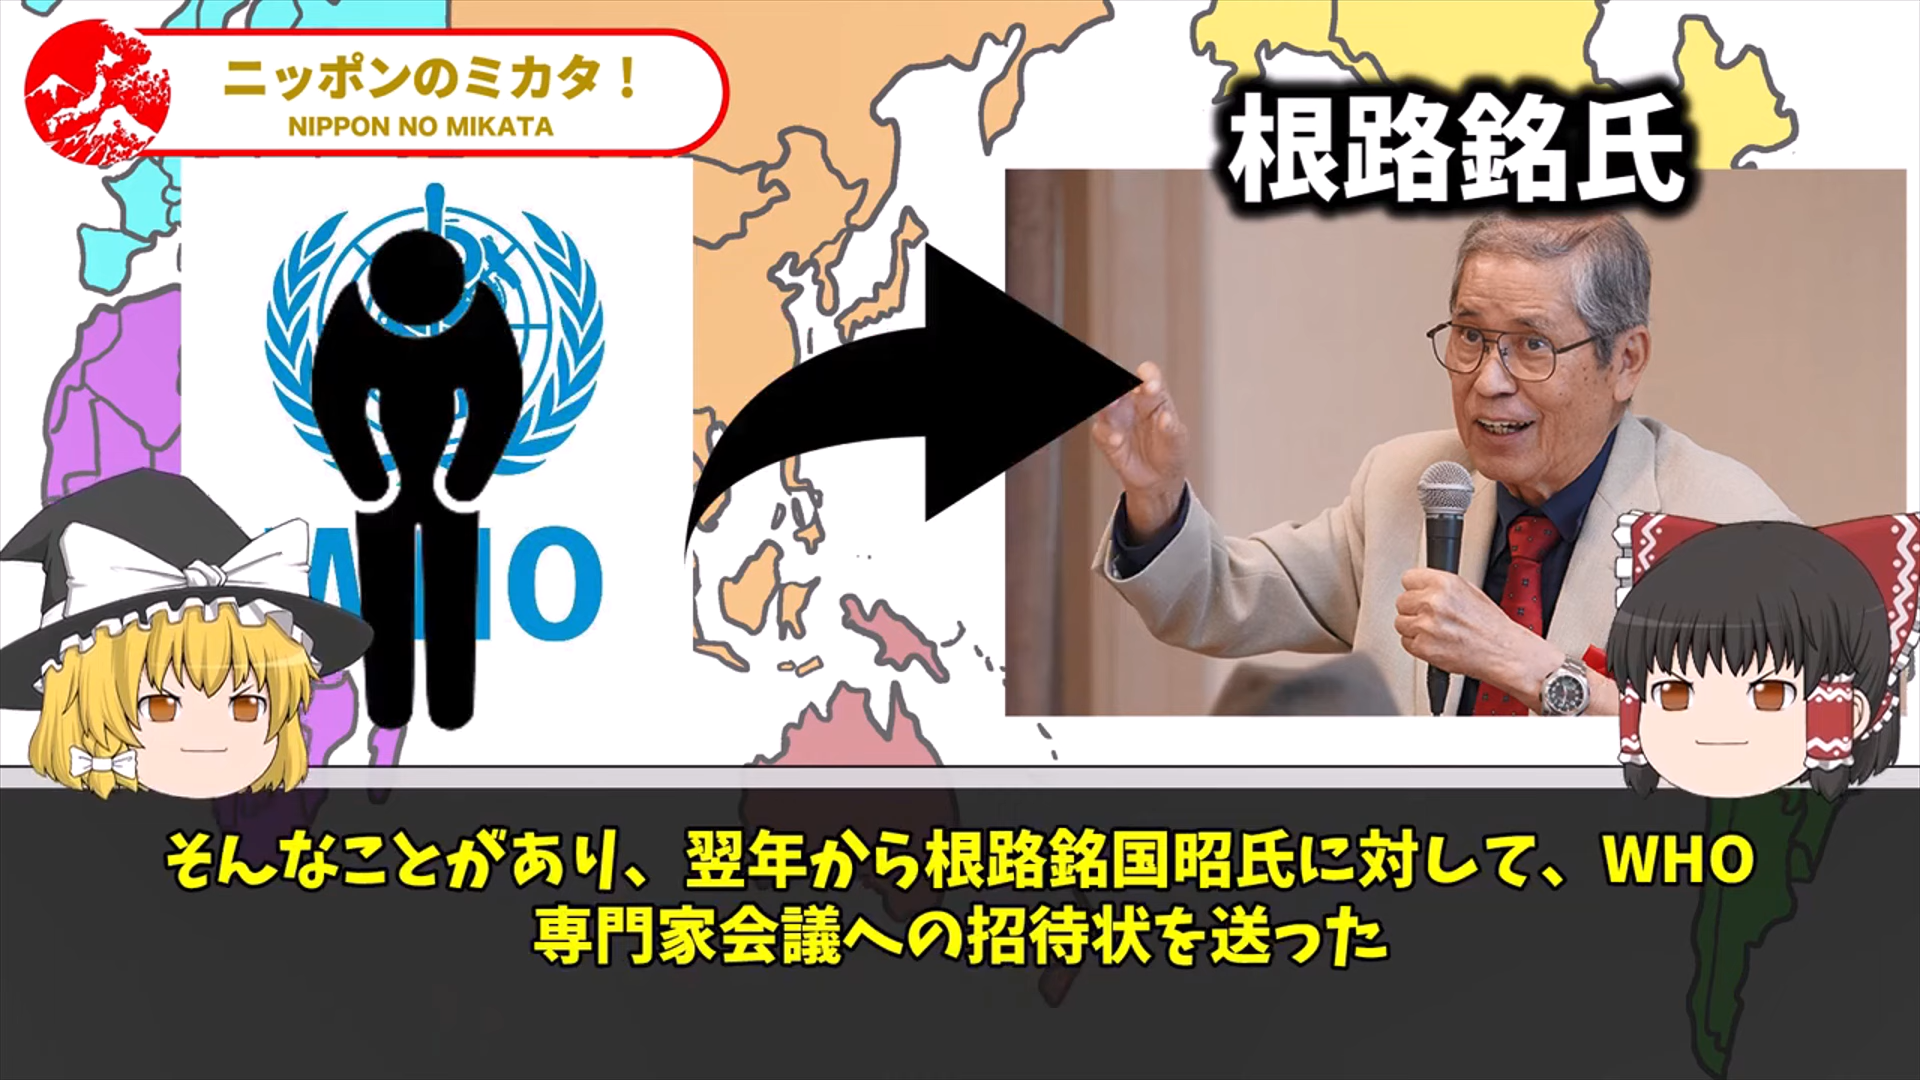 ニッポンのミカタ！
NIPPON NO MIKATA
根路銘氏
WHO
そんなことがあり、翌年から根路銘国昭氏に対して、WHO
専門家会議への招待状を送った